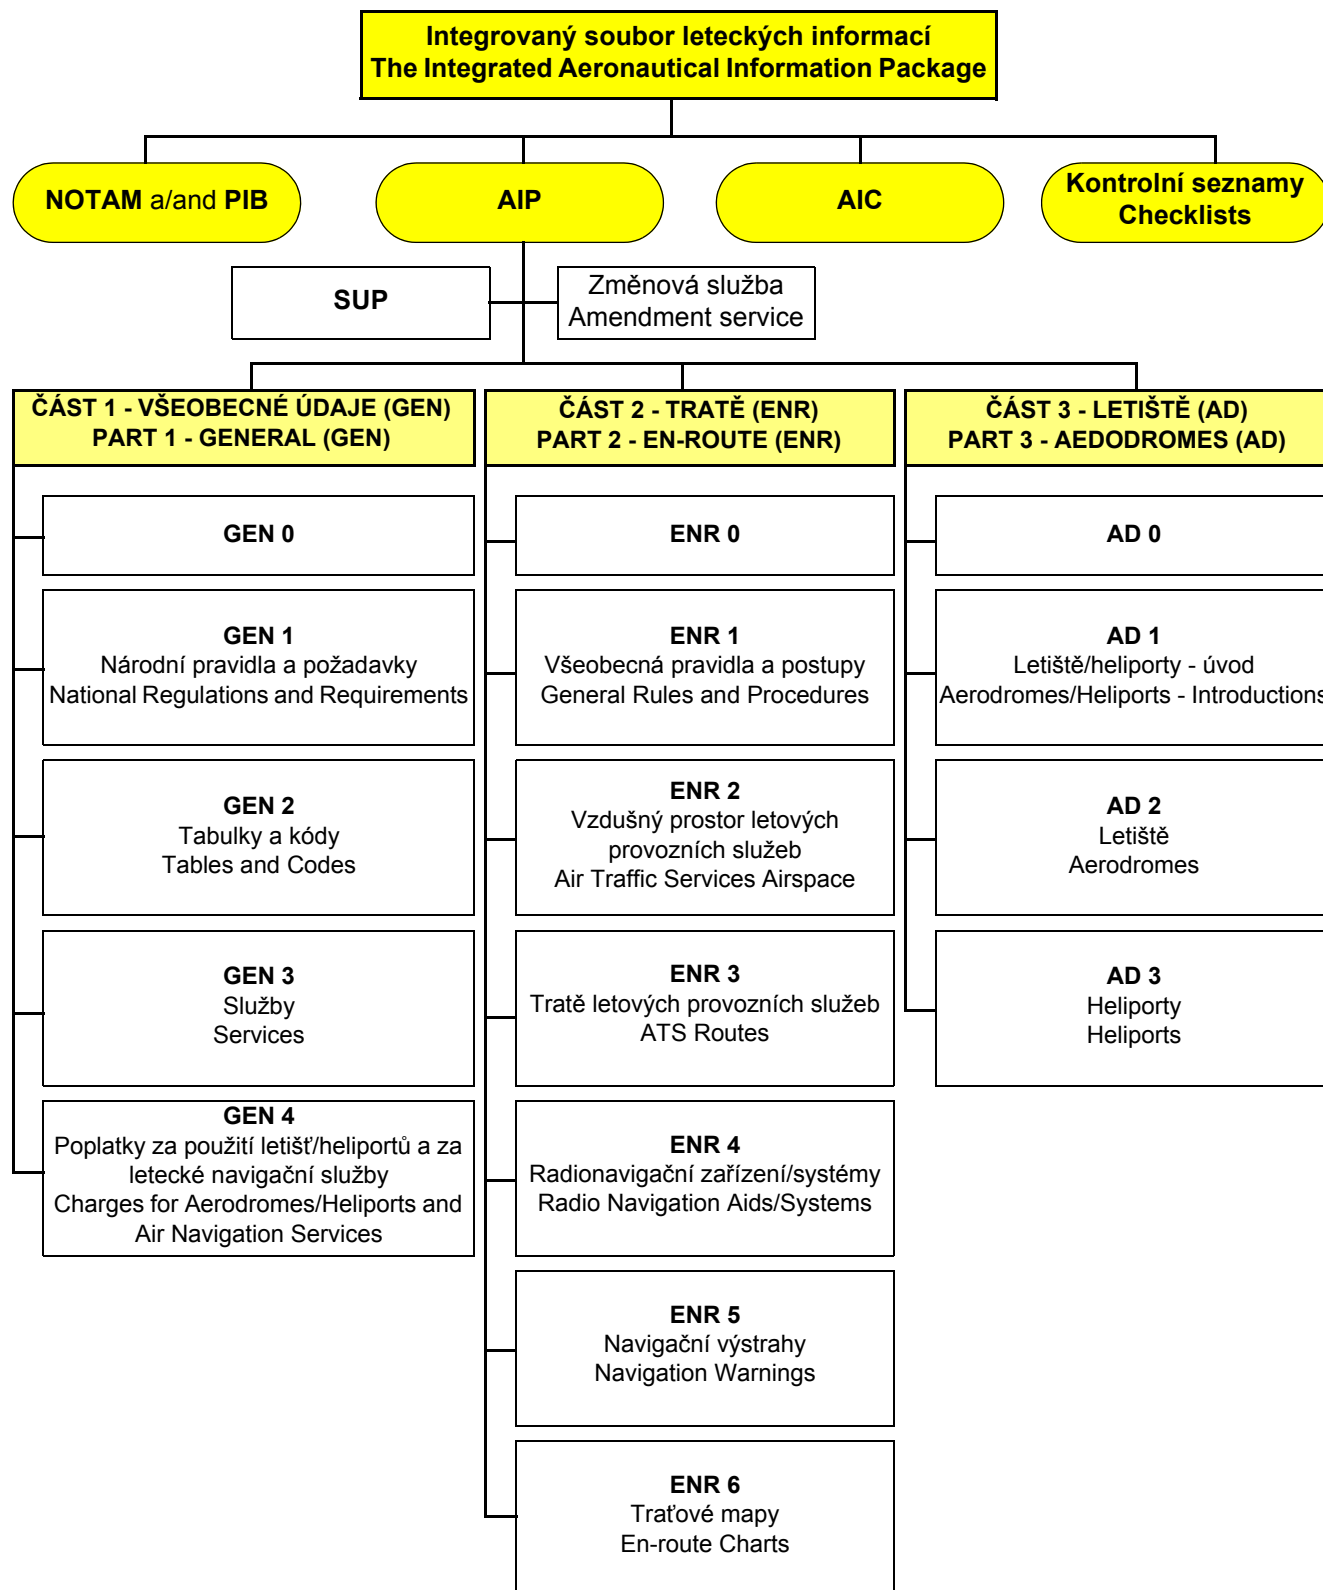 Integrovaný soubor leteckých informací
The Integrated Aeronautical Information Package
NOTAM a/and PIB
AIP
AIC
Kontrolní seznamy
Checklists
SUP
Změnová služba
Amendment service
ČÁST 1 - VŠEOBECNÉ ÚDAJE (GEN)
PART 1 - GENERAL (GEN)
GEN 0
GEN 1
Národní pravidla a požadavky
National Regulations and Requirements
GEN 2
Tabulky a kódy
Tables and Codes
GEN 3
Služby
Services
GEN 4
Poplatky za použití letišť/heliportů a za
letecké navigační služby
Charges for Aerodromes/Heliports and
Air Navigation Services
ČÁST 2 - TRATĚ (ENR)
PART 2 - EN-ROUTE (ENR)
ENR 0
ENR 1
Všeobecná pravidla a postupy
General Rules and Procedures
ENR 2
Vzdušný prostor letových
provozních služeb
Air Traffic Services Airspace
ENR 3
Tratě letových provozních služeb
ATS Routes
ENR 4
Radionavigační zařízení/systémy
Radio Navigation Aids/Systems
ENR 5
Navigační výstrahy
Navigation Warnings
ENR 6
Traťové mapy
En-route Charts
ČÁST 3 - LETIŠTĚ (AD)
PART 3 - AEDODROMES (AD)
AD 0
AD 1
Letiště/heliporty - úvod
Aerodromes/Heliports - Introductions
AD 2
Letiště
Aerodromes
AD 3
Heliporty
Heliports